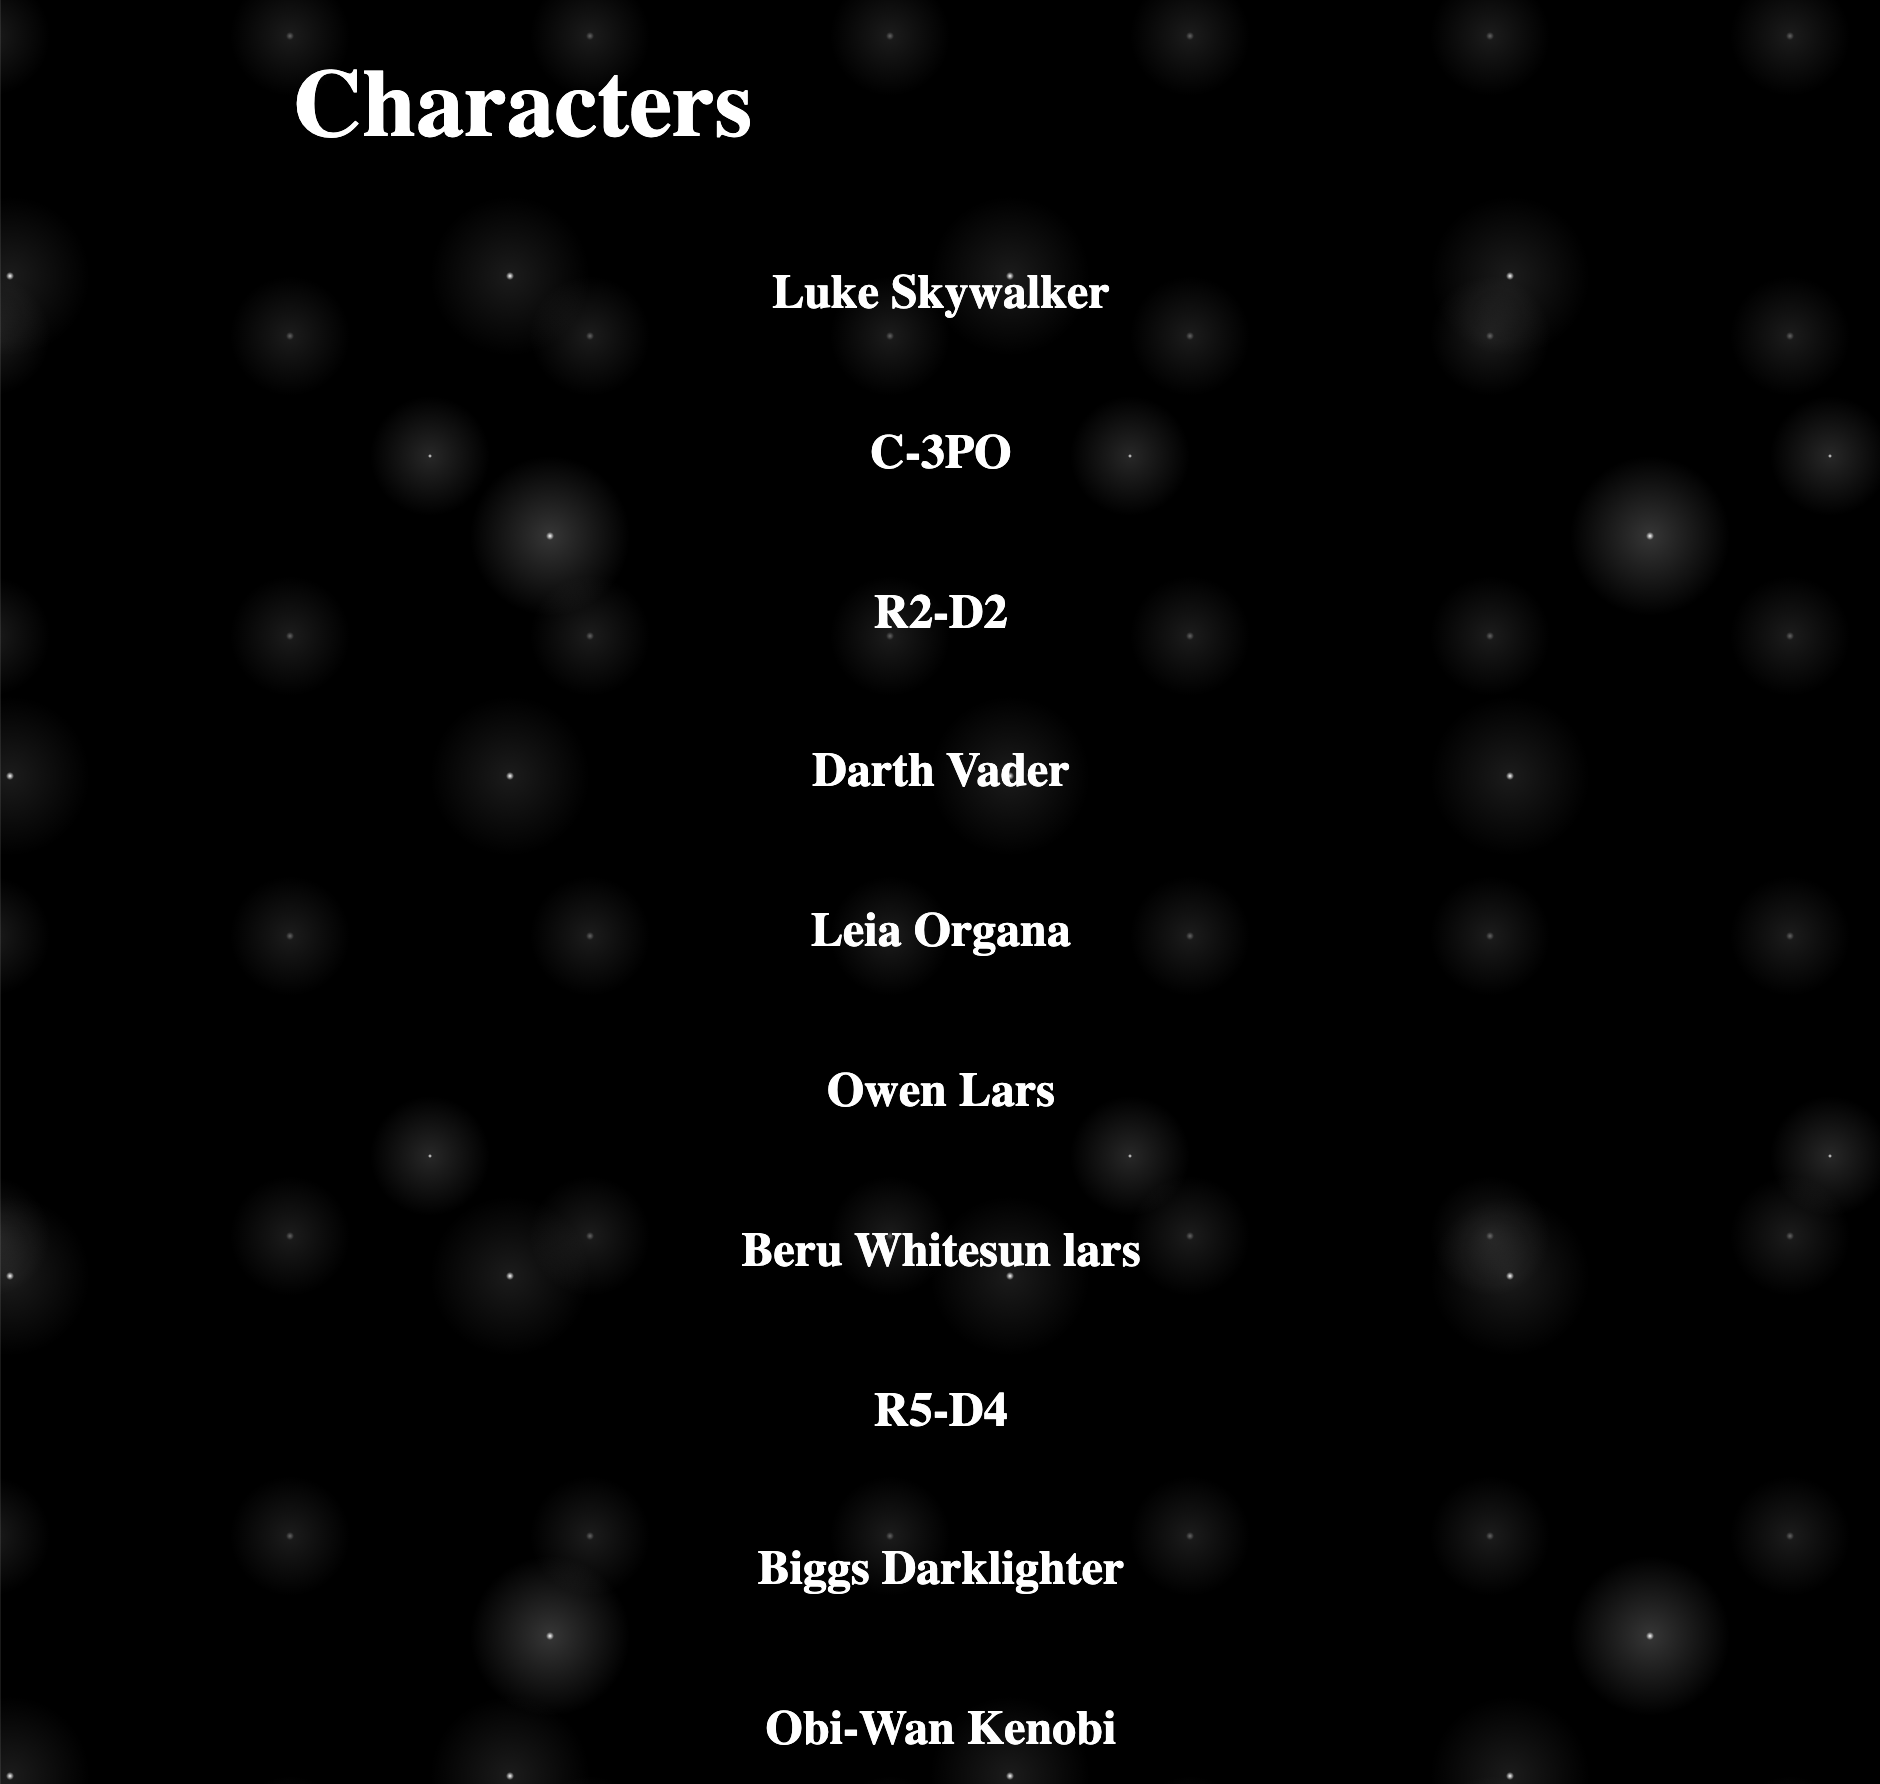 Characters
Luke Skywalker
C-3PO
R2-D2
Darth Vader
Leia Organa
Owen Lars
Beru Whitesun lars
R5-D4
Biggs Darklighter
Obi-Wan Kenobi